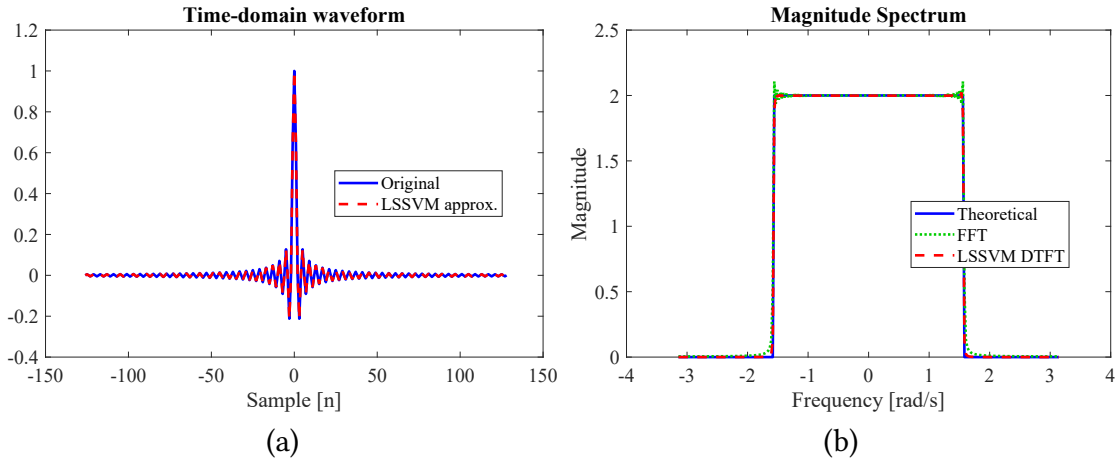 Time-domain waveform
1.2
1
0.8
0.6
0.4
0.2
0
-0.2
-0.4
-150
-100
-50
0
50
100
150
Sample [n]
Original
LSSVM approx.
(a)
Magnitude Spectrum
2.5
2
1.5
1
0.5
0
Magnitude
-4
-3
-2
-1
0
1
2
3
4
Frequency [rad/s]
Theoretical
FFT
LSSVM DTFT
(b)